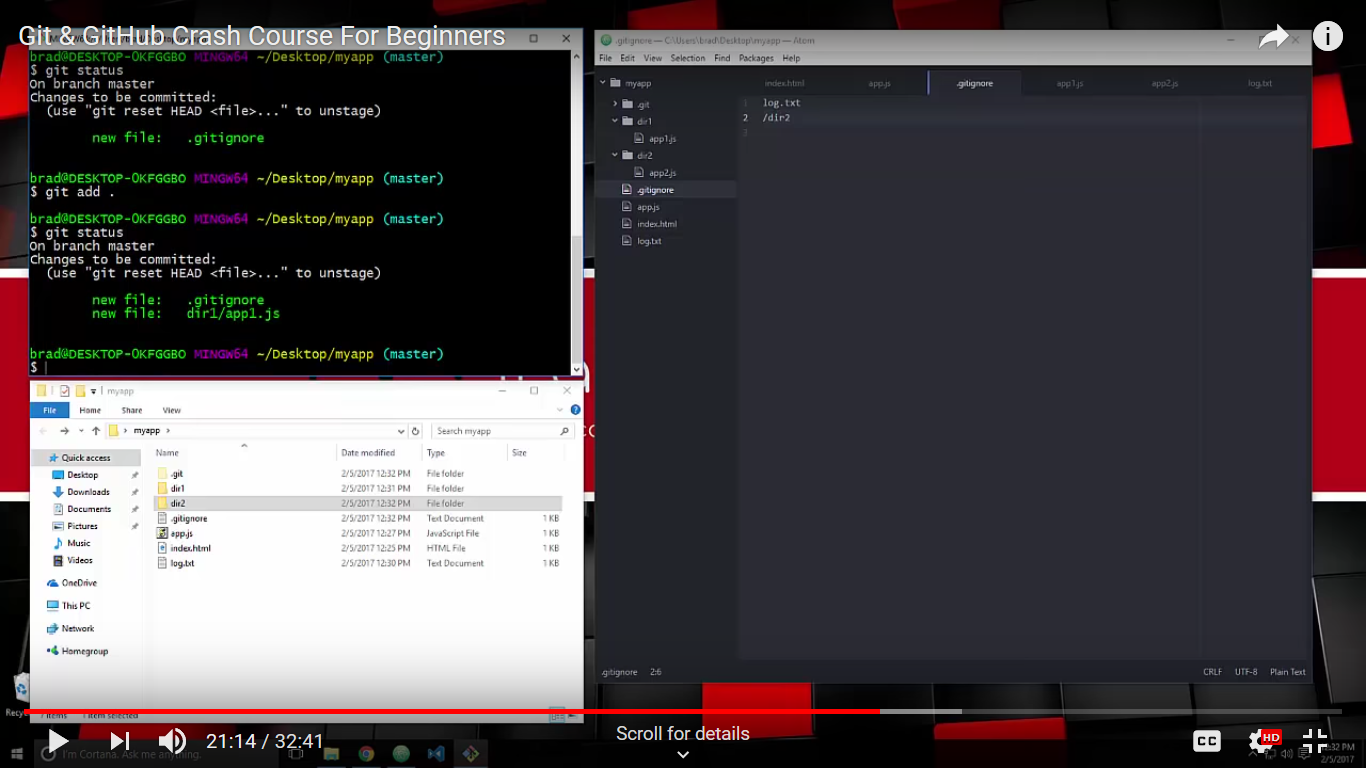 Git & GitHub Crash Course For Beginners
brad@DESKTOP-0KFGGBO MINGW64 ~/Desktop/myapp (master)
$ git status
On branch master
Changes to be committed:
(use "git reset HEAD <file>..." to unstage)
new file:   .gitignore
brad@DESKTOP-0KFGGBO MINGW64 ~/Desktop/myapp (master)
$ git add .
brad@DESKTOP-0KFGGBO MINGW64 ~/Desktop/myapp (master)
$ git status
On branch master
Changes to be committed:
(use "git reset HEAD <file>..." to unstage)
new file:   .gitignore
new file:   dir1/app1.js
brad@DESKTOP-0KFGGBO MINGW64 ~/Desktop/myapp (master)
$
.gitignore — C:\Users\brad\Desktop\myapp — Atom
File Edit View Selection Find Packages Help
myapp
.git
dir1
app1.js
dir2
app2.js
.gitignore
app.js
index.html
log.txt
index.html app.js .gitignore app1.js app2.js log.txt
1 log.txt
2 /dir2
3
.gitignore 2:6 CRLF UTF-8 Plain Text
myapp
File Home Share View
myapp Search myapp
Quick access
Desktop
Downloads
Documents
Pictures
Music
Videos
OneDrive
This PC
Network
Homegroup
Name Date modified Type Size
.git 2/5/2017 12:32 PM File folder
dir1 2/5/2017 12:31 PM File folder
dir2 2/5/2017 12:32 PM File folder
.gitignore 2/5/2017 12:32 PM Text Document 1 KB
app.js 2/5/2017 12:27 PM JavaScript File 1 KB
index.html 2/5/2017 12:25 PM HTML File 1 KB
log.txt 2/5/2017 12:30 PM Text Document 1 KB
7 items 1 item selected
21:14 / 32:41
Scroll for details
CC
HD
I'm Cortana. Ask me anything.
2/5/2017